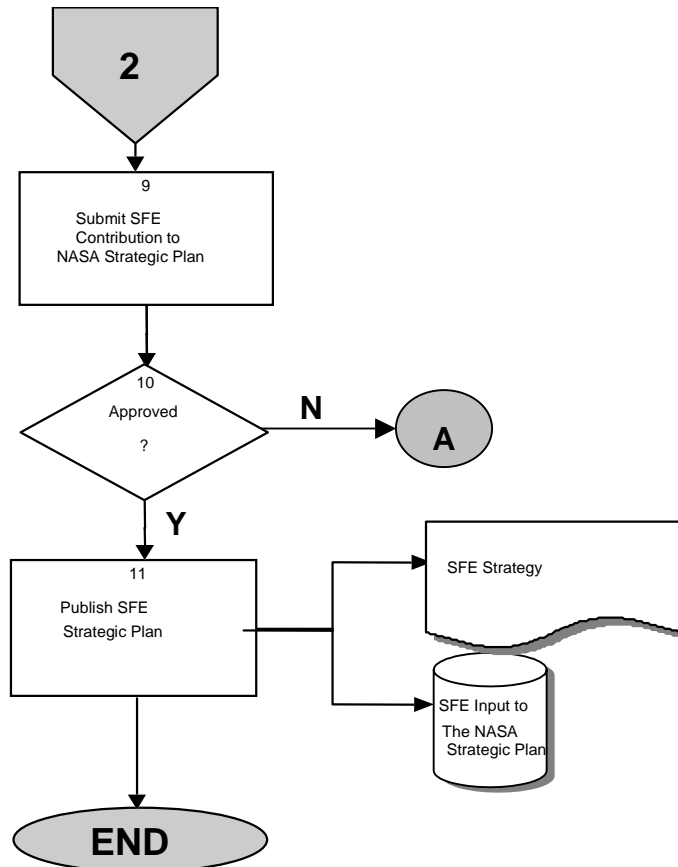 2
9
Submit SFE
Contribution to
NASA Strategic Plan
10
Approved
?
N
A
Y
11
Publish SFE
Strategic Plan
SFE Strategy
SFE Input to
The NASA
Strategic Plan
END